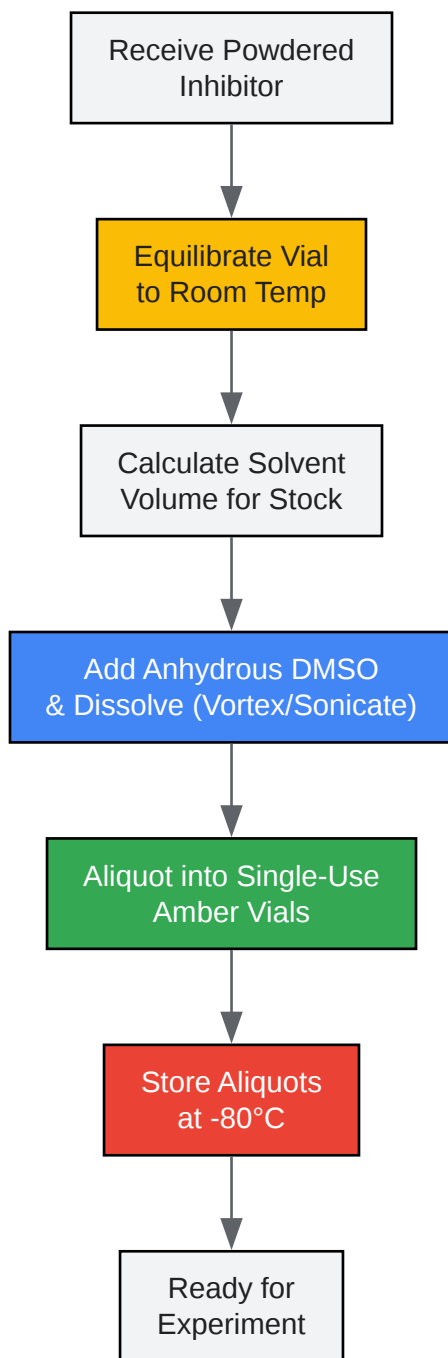 Receive Powdered
Inhibitor
Equilibrate Vial
to Room Temp
Calculate Solvent
Volume for Stock
Add Anhydrous DMSO
& Dissolve (Vortex/Sonicate)
Aliquot into Single-Use
Amber Vials
Store Aliquots
at -80°C
Ready for
Experiment